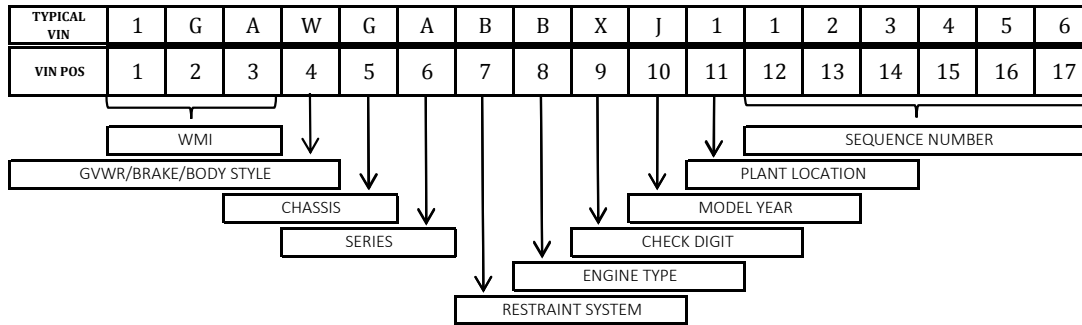 TYPICAL VIN 1 G A W G A B B X J 1 1 2 3 4 5 6
VIN POS 1 2 3 4 5 6 7 8 9 10 11 12 13 14 15 16 17
WMI SEQUENCE NUMBER
GVWR/BRAKE/BODY STYLE PLANT LOCATION
CHASSIS MODEL YEAR
SERIES CHECK DIGIT
ENGINE TYPE
RESTRAINT SYSTEM